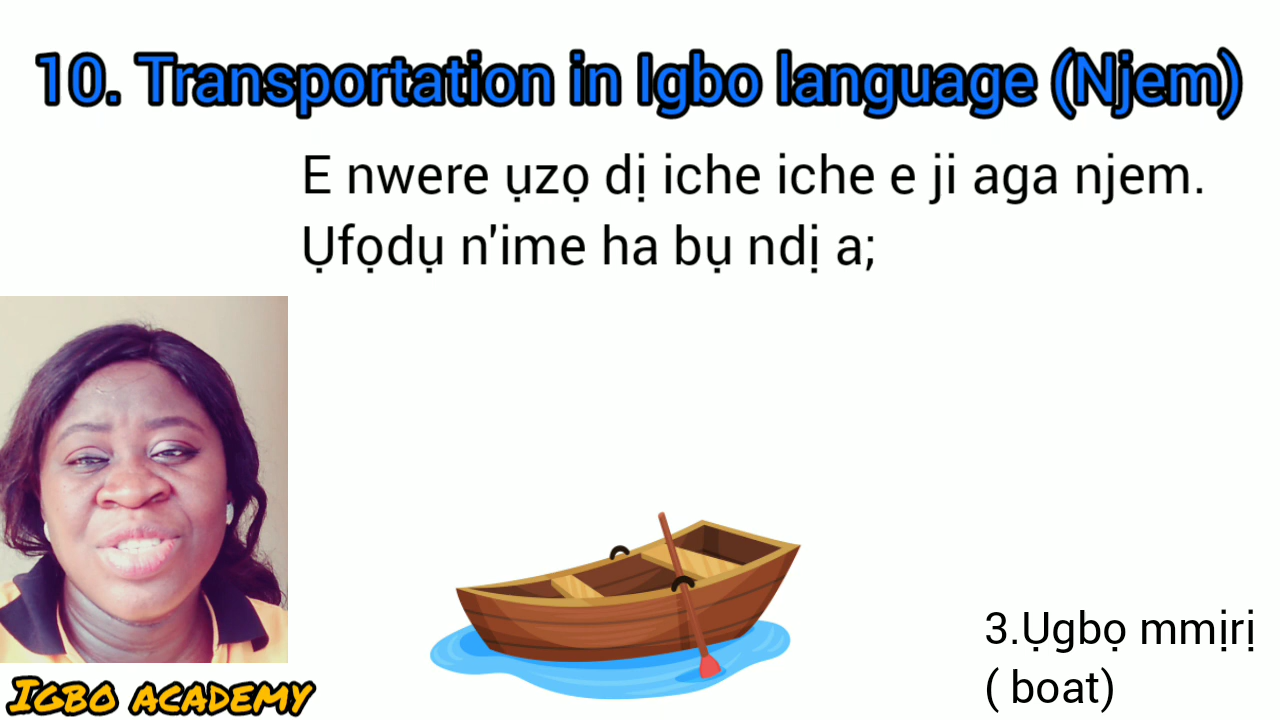 10. Transportation in Igbo language (Njem)
E nwere ụzọ dị iche iche e ji aga njem.
Ụfọdụ n'ime ha bụ ndị a;
3.Ụgbọ mmịrị
( boat)
IGBO ACADEMY